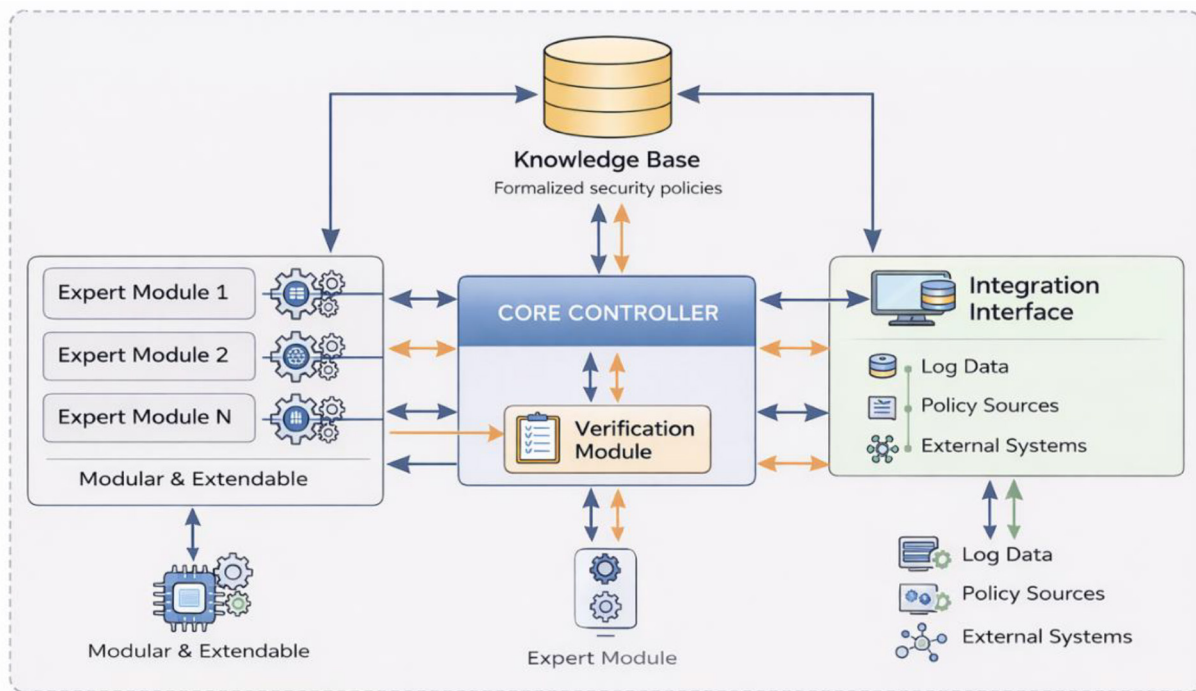 Knowledge Base
Formalized security policies
Expert Module 1
Expert Module 2
Expert Module N
Modular & Extendable
CORE CONTROLLER
Verification
Module
Integration
Interface
Log Data
Policy Sources
External Systems
Modular & Extendable
Expert Module
Log Data
Policy Sources
External Systems